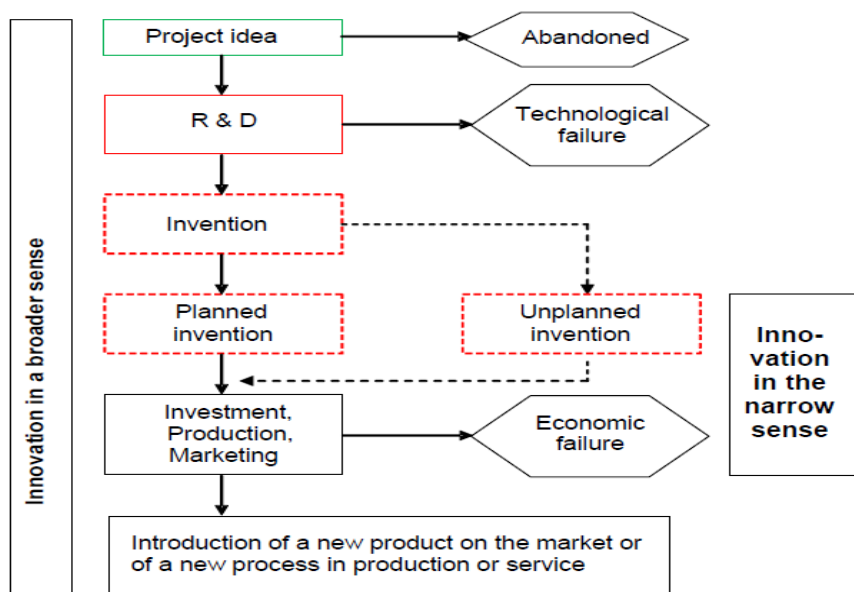 Innovation in a broader sense
Project idea
Abandoned
R & D
Technological
failure
Invention
Planned
invention
Unplanned
invention
Inno-
vation
in the
narrow
sense
Investment,
Production,
Marketing
Economic
failure
Introduction of a new product on the market or
of a new process in production or service